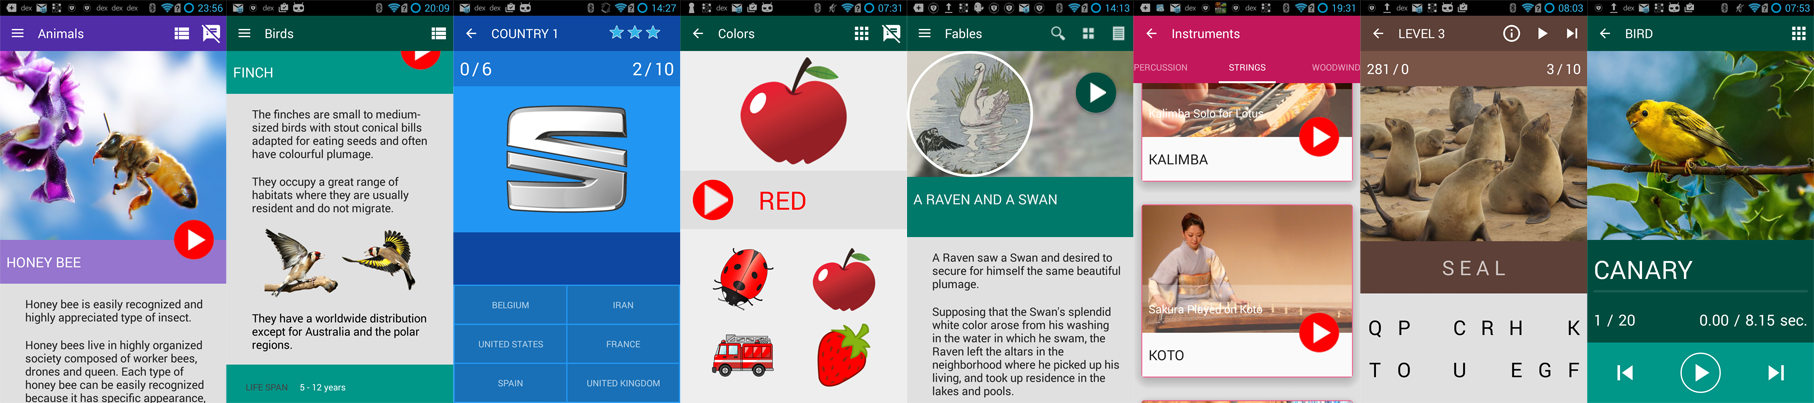 23:56
Animals
HONEY BEE
Honey bee is easily recognized and
highly appreciated type of insect.
Honey bees live in highly organized
society composed of worker bees,
drones and queen. Each type of
honey bee can be easily recognized
because it has specific appearance,
20:09
Birds
FINCH
The finches are small to medium-
sized birds with stout conical bills
adapted for eating seeds and often
have colourful plumage.
They occupy a great range of
habitats where they are usually
resident and do not migrate.
They have a worldwide distribution
except for Australia and the polar
regions.
LIFE SPAN 5 - 12 years
14:27
COUNTRY 1
0/6 2/10
BELGIUM IRAN
UNITED STATES FRANCE
SPAIN UNITED KINGDOM
07:31
Colors
RED
14:13
Fables
A RAVEN AND A SWAN
A Raven saw a Swan and desired to
secure for himself the same beautiful
plumage.
Supposing that the Swan's splendid
white color arose from his washing
in the water in which he swam, the
Raven left the altars in the
neighborhood where he picked up his
living, and took up residence in the
lakes and pools.
19:31
Instruments
PERCUSSION STRINGS WOODWIND
Kalimba Solo for Lotus
KALIMBA
Sakura Played on Koto
KOTO
08:03
LEVEL 3
281/0 3/10
SEAL
Q P C R H K
T O U E G F
07:53
BIRD
CANARY
1 / 20 0.00 / 8.15 sec.